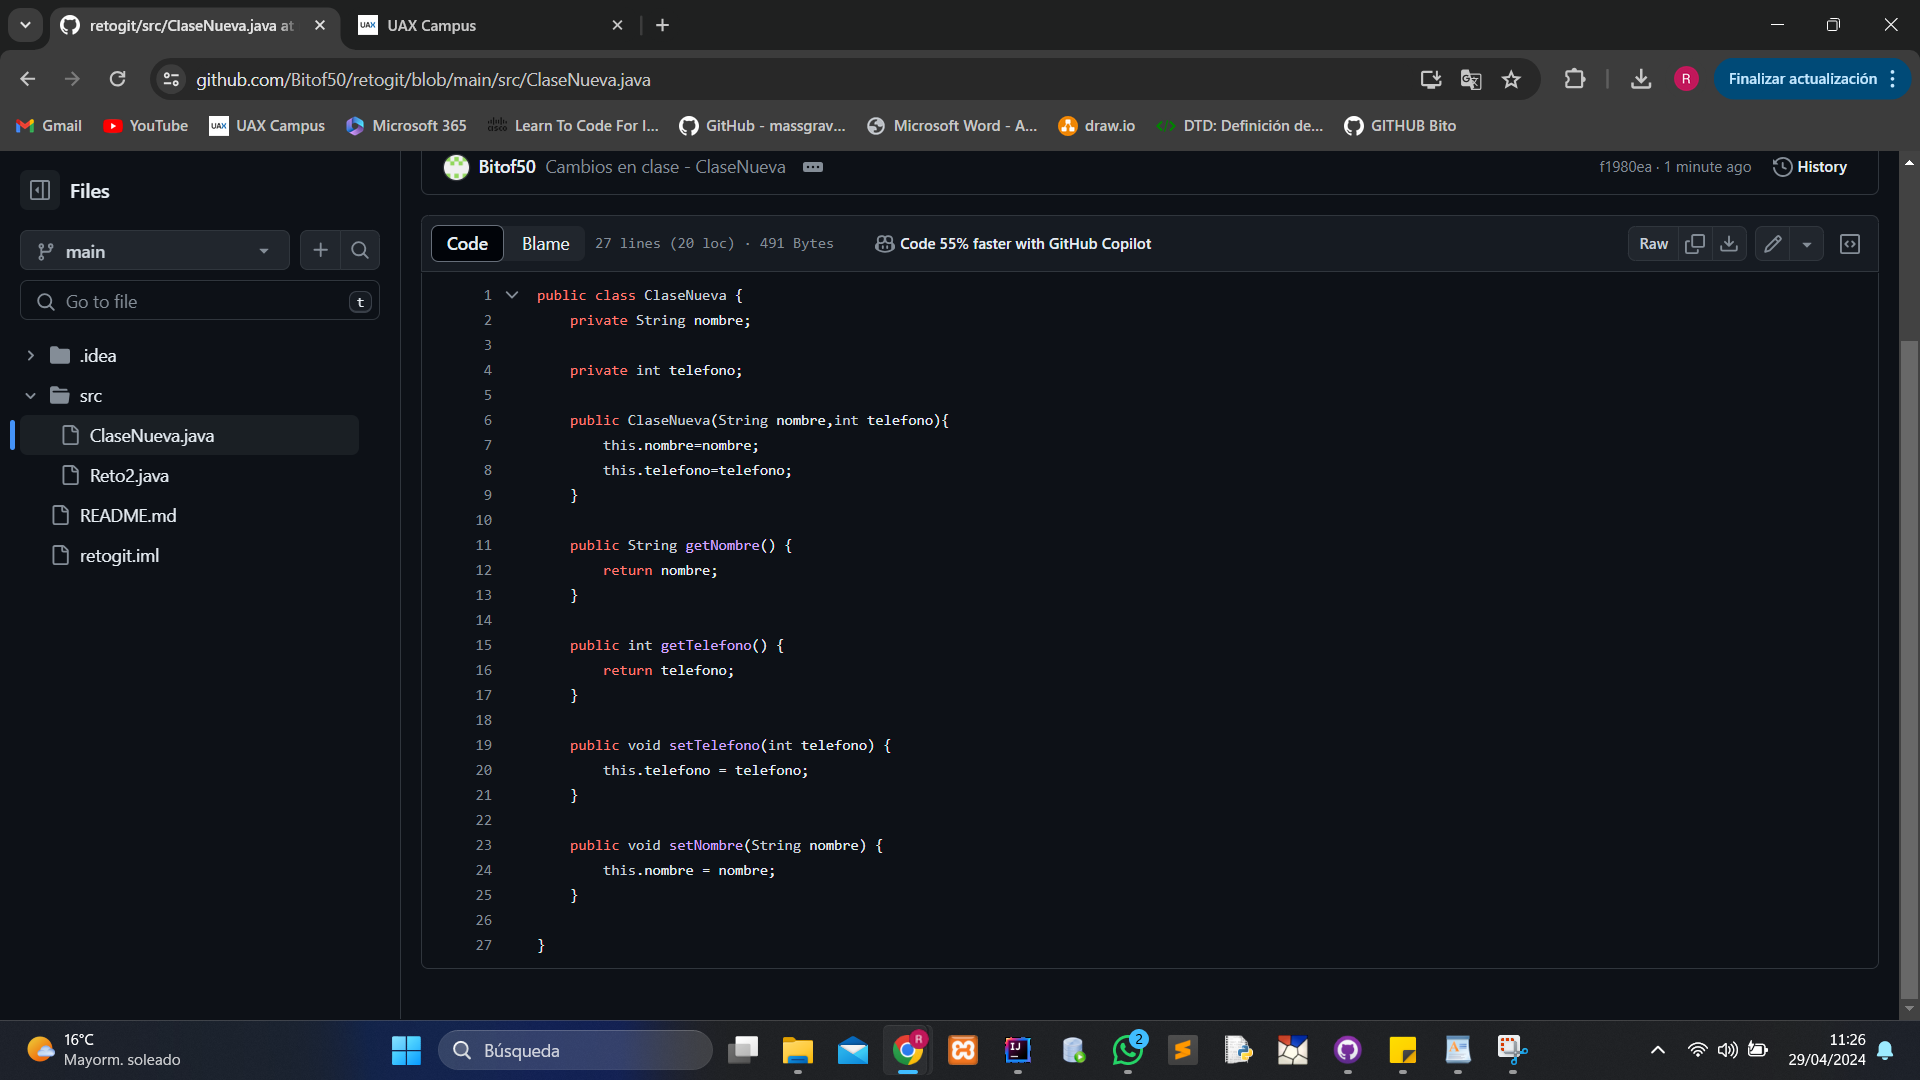 retogit/src/ClaseNueva.java at
UAX Campus
github.com/Bitof50/retogit/blob/main/src/ClaseNueva.java
R
Finalizar actualización
Gmail
YouTube
UAX Campus
Microsoft 365
Learn To Code For I...
GitHub - massgrav...
Microsoft Word - A...
draw.io
DTD: Definición de...
GITHUB Bito
Files
main
Go to file
t
.idea
src
ClaseNueva.java
Reto2.java
README.md
retogit.iml
Bitof50 Cambios en clase - ClaseNueva
f1980ea · 1 minute ago
History
Code
Blame
27 lines (20 loc) · 491 Bytes
Code 55% faster with GitHub Copilot
Raw
1 public class ClaseNueva {
2     private String nombre;
3
4     private int telefono;
5
6     public ClaseNueva(String nombre,int telefono){
7         this.nombre=nombre;
8         this.telefono=telefono;
9     }
10
11     public String getNombre() {
12         return nombre;
13     }
14
15     public int getTelefono() {
16         return telefono;
17     }
18
19     public void setTelefono(int telefono) {
20         this.telefono = telefono;
21     }
22
23     public void setNombre(String nombre) {
24         this.nombre = nombre;
25     }
26
27 }
16°C
Mayorm. soleado
Búsqueda
R
2
11:26
29/04/2024